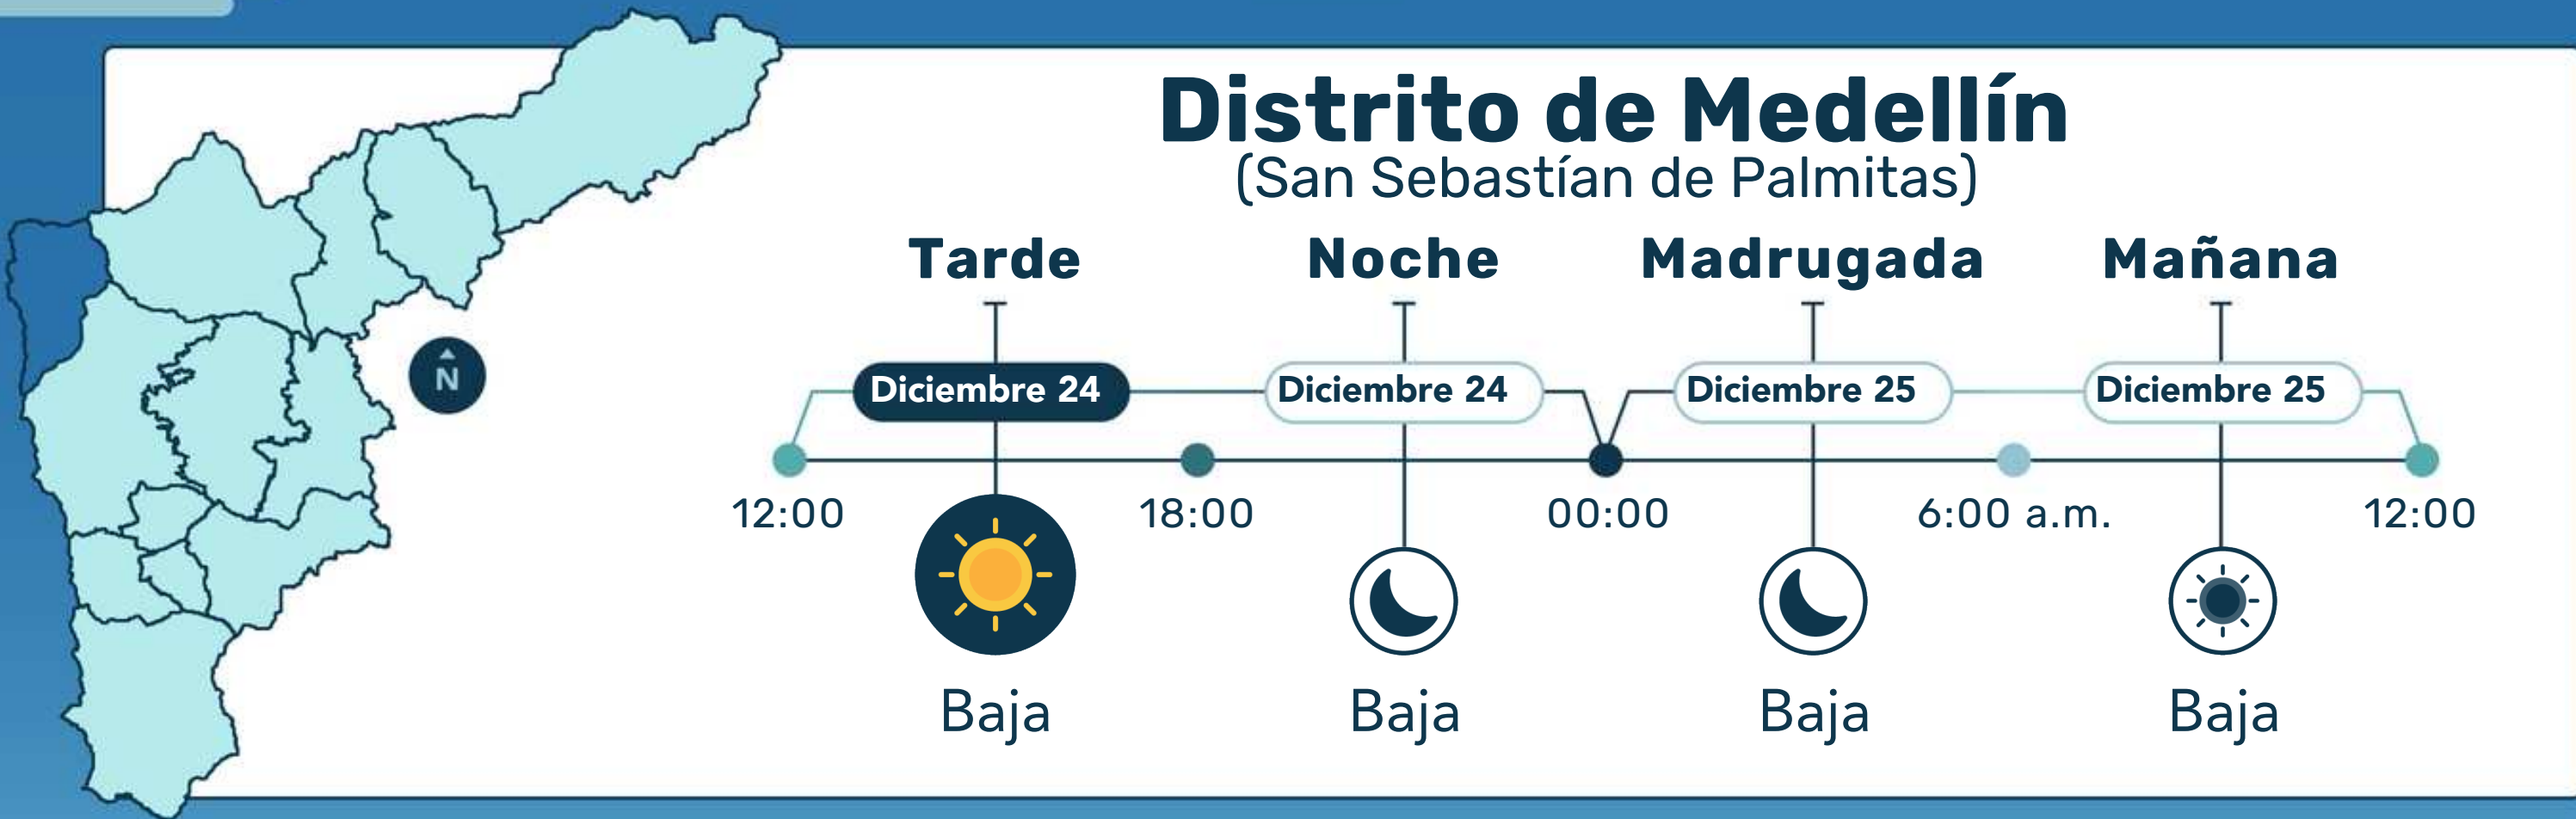 Distrito de Medellín
(San Sebastían de Palmitas)
Tarde Noche Madrugada Mañana
Diciembre 24 Diciembre 24 Diciembre 25 Diciembre 25
N
12:00 18:00 00:00 6:00 a.m. 12:00
Baja Baja Baja Baja